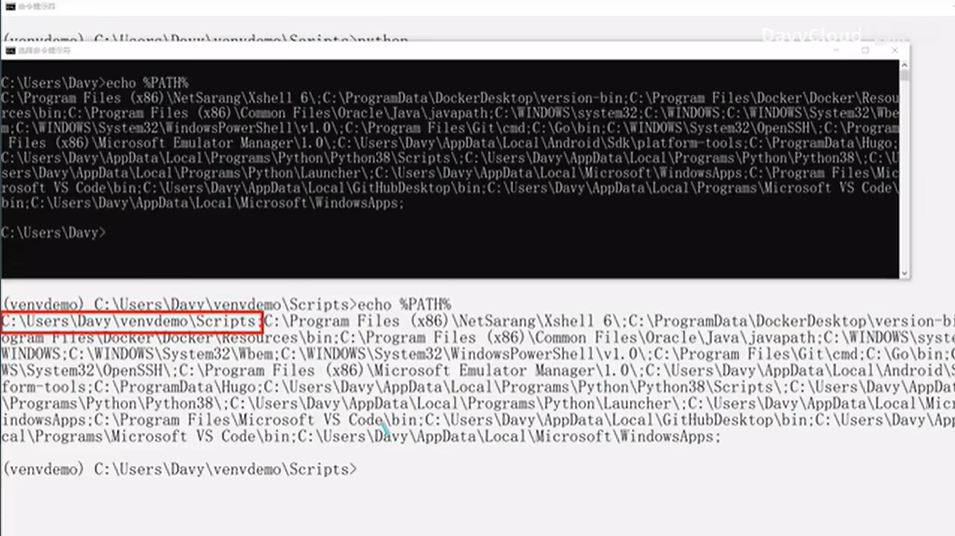 命令提示符
(venvdemo) C:\Users\Davy\venvdemo\Scripts>python
DavyCloud
选择命令提示符
C:\Users\Davy>echo %PATH%
C:\Program Files (x86)\NetSarang\Xshell 6\;C:\ProgramData\DockerDesktop\version-bin;C:\Program Files\Docker\Docker\Resou
rces\bin;C:\Program Files (x86)\Common Files\Oracle\Java\javapath;C:\WINDOWS\system32;C:\WINDOWS;C:\WINDOWS\System32\Wbe
m;C:\WINDOWS\System32\WindowsPowerShell\v1.0\;C:\Program Files\Git\cmd;C:\Go\bin;C:\WINDOWS\System32\OpenSSH\;C:\Program
 Files (x86)\Microsoft Emulator Manager\1.0\;C:\Users\Davy\AppData\Local\Android\Sdk\platform-tools;C:\ProgramData\Hugo;
C:\Users\Davy\AppData\Local\Programs\Python\Python38\Scripts\;C:\Users\Davy\AppData\Local\Programs\Python\Python38\;C:\U
sers\Davy\AppData\Local\Programs\Python\Launcher\;C:\Users\Davy\AppData\Local\Microsoft\WindowsApps;C:\Program Files\Mic
rosoft VS Code\bin;C:\Users\Davy\AppData\Local\GitHubDesktop\bin;C:\Users\Davy\AppData\Local\Programs\Microsoft VS Code\
bin;C:\Users\Davy\AppData\Local\Microsoft\WindowsApps;
C:\Users\Davy>
(venvdemo) C:\Users\Davy\venvdemo\Scripts>echo %PATH%
C:\Users\Davy\venvdemo\Scripts;C:\Program Files (x86)\NetSarang\Xshell 6\;C:\ProgramData\DockerDesktop\version-bi
ogram Files\Docker\Docker\Resources\bin;C:\Program Files (x86)\Common Files\Oracle\Java\javapath;C:\WINDOWS\syste
WINDOWS;C:\WINDOWS\System32\Wbem;C:\WINDOWS\System32\WindowsPowerShell\v1.0\;C:\Program Files\Git\cmd;C:\Go\bin;C
WS\System32\OpenSSH\;C:\Program Files (x86)\Microsoft Emulator Manager\1.0\;C:\Users\Davy\AppData\Local\Android\S
form-tools;C:\ProgramData\Hugo;C:\Users\Davy\AppData\Local\Programs\Python\Python38\Scripts\;C:\Users\Davy\AppDat
\Programs\Python\Python38\;C:\Users\Davy\AppData\Local\Programs\Python\Launcher\;C:\Users\Davy\AppData\Local\Micr
indowsApps;C:\Program Files\Microsoft VS Code\bin;C:\Users\Davy\AppData\Local\GitHubDesktop\bin;C:\Users\Davy\App
cal\Programs\Microsoft VS Code\bin;C:\Users\Davy\AppData\Local\Microsoft\WindowsApps;
(venvdemo) C:\Users\Davy\venvdemo\Scripts>